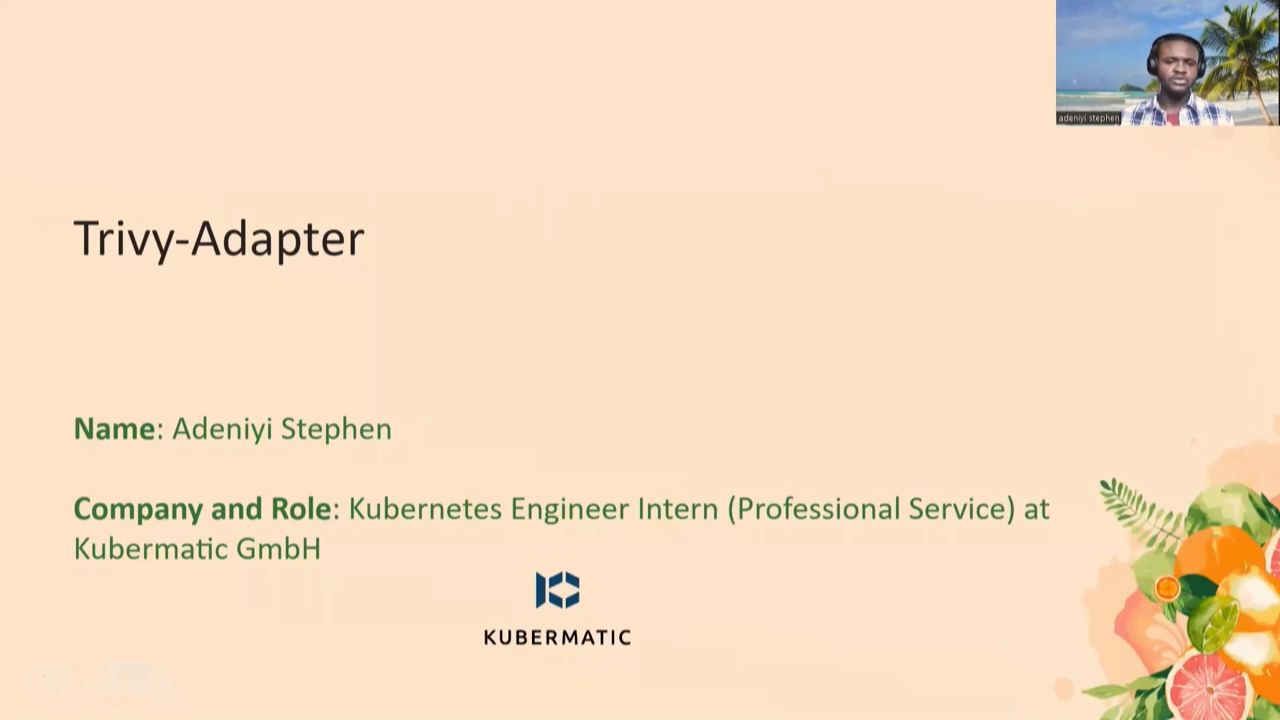 adeniyi stephen
Trivy-Adapter
Name: Adeniyi Stephen
Company and Role: Kubernetes Engineer Intern (Professional Service) at
Kubermatic GmbH
KUBERMATIC